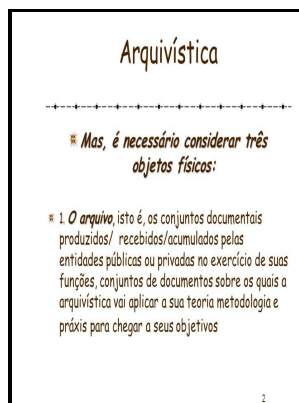 Arquivística
Mas, é necessário considerar três
objetos físicos:
1. O arquivo, isto é, os conjuntos documentais
produzidos/ recebidos/acumulados pelas
entidades públicas ou privadas no exercício de suas
funções, conjuntos de documentos sobre os quais a
arquivística vai aplicar a sua teoria metodologia e
práxis para chegar a seus objetivos
2